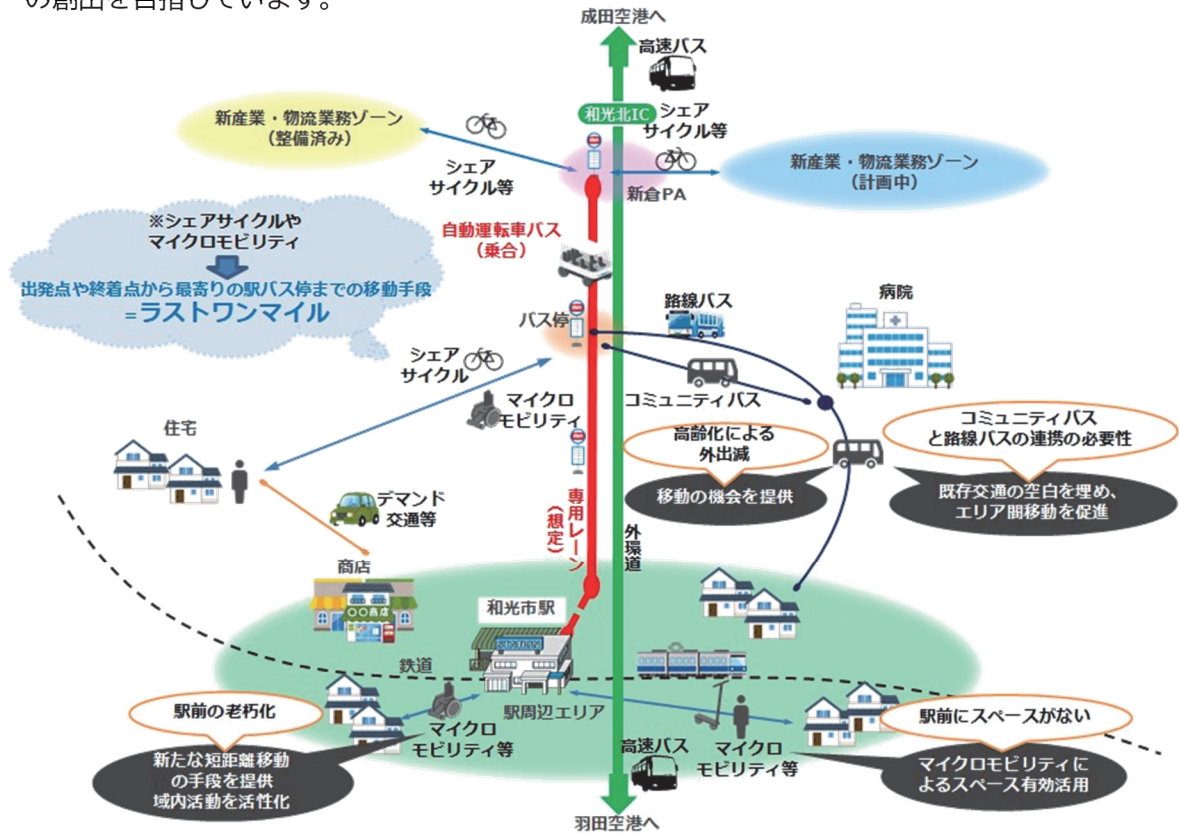 の創出を目指しています。
成田空港へ
高速バス
和光北IC
シェア
サイクル等
新産業・物流業務ゾーン
（整備済み）
シェア
サイクル等
新産業・物流業務ゾーン
（計画中）
新倉PA
自動運転車バス
（乗合）
※シェアサイクルや
マイクロモビリティ
出発点や終着点から最寄りの駅バス停までの移動手段
＝ラストワンマイル
バス停
路線バス
病院
シェア
サイクル
マイクロ
モビリティ
コミュニティバス
住宅
高齢化による
外出減
移動の機会を提供
コミュニティバス
と路線バスの連携の必要性
既存交通の空白を埋め、
エリア間移動を促進
デマンド
交通等
専用レーン
（想定）
外環道
商店
〇〇商店
和光市駅
鉄道
駅周辺エリア
駅前の老朽化
マイクロ
モビリティ等
新たな短距離移動
の手段を提供
域内活動を活性化
高速バス
マイクロ
モビリティ等
駅前にスペースがない
マイクロモビリティに
よるスペース有効活用
羽田空港へ